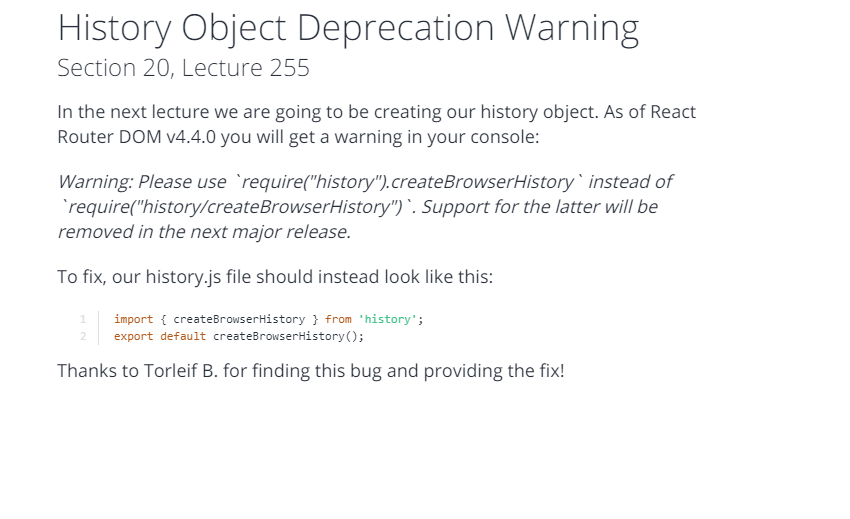 History Object Deprecation Warning
Section 20, Lecture 255
In the next lecture we are going to be creating our history object. As of React
Router DOM v4.4.0 you will get a warning in your console:
Warning: Please use `require("history").createBrowserHistory` instead of
`require("history/createBrowserHistory")`. Support for the latter will be
removed in the next major release.
To fix, our history.js file should instead look like this:
1 import { createBrowserHistory } from 'history';
2 export default createBrowserHistory();
Thanks to Torleif B. for finding this bug and providing the fix!